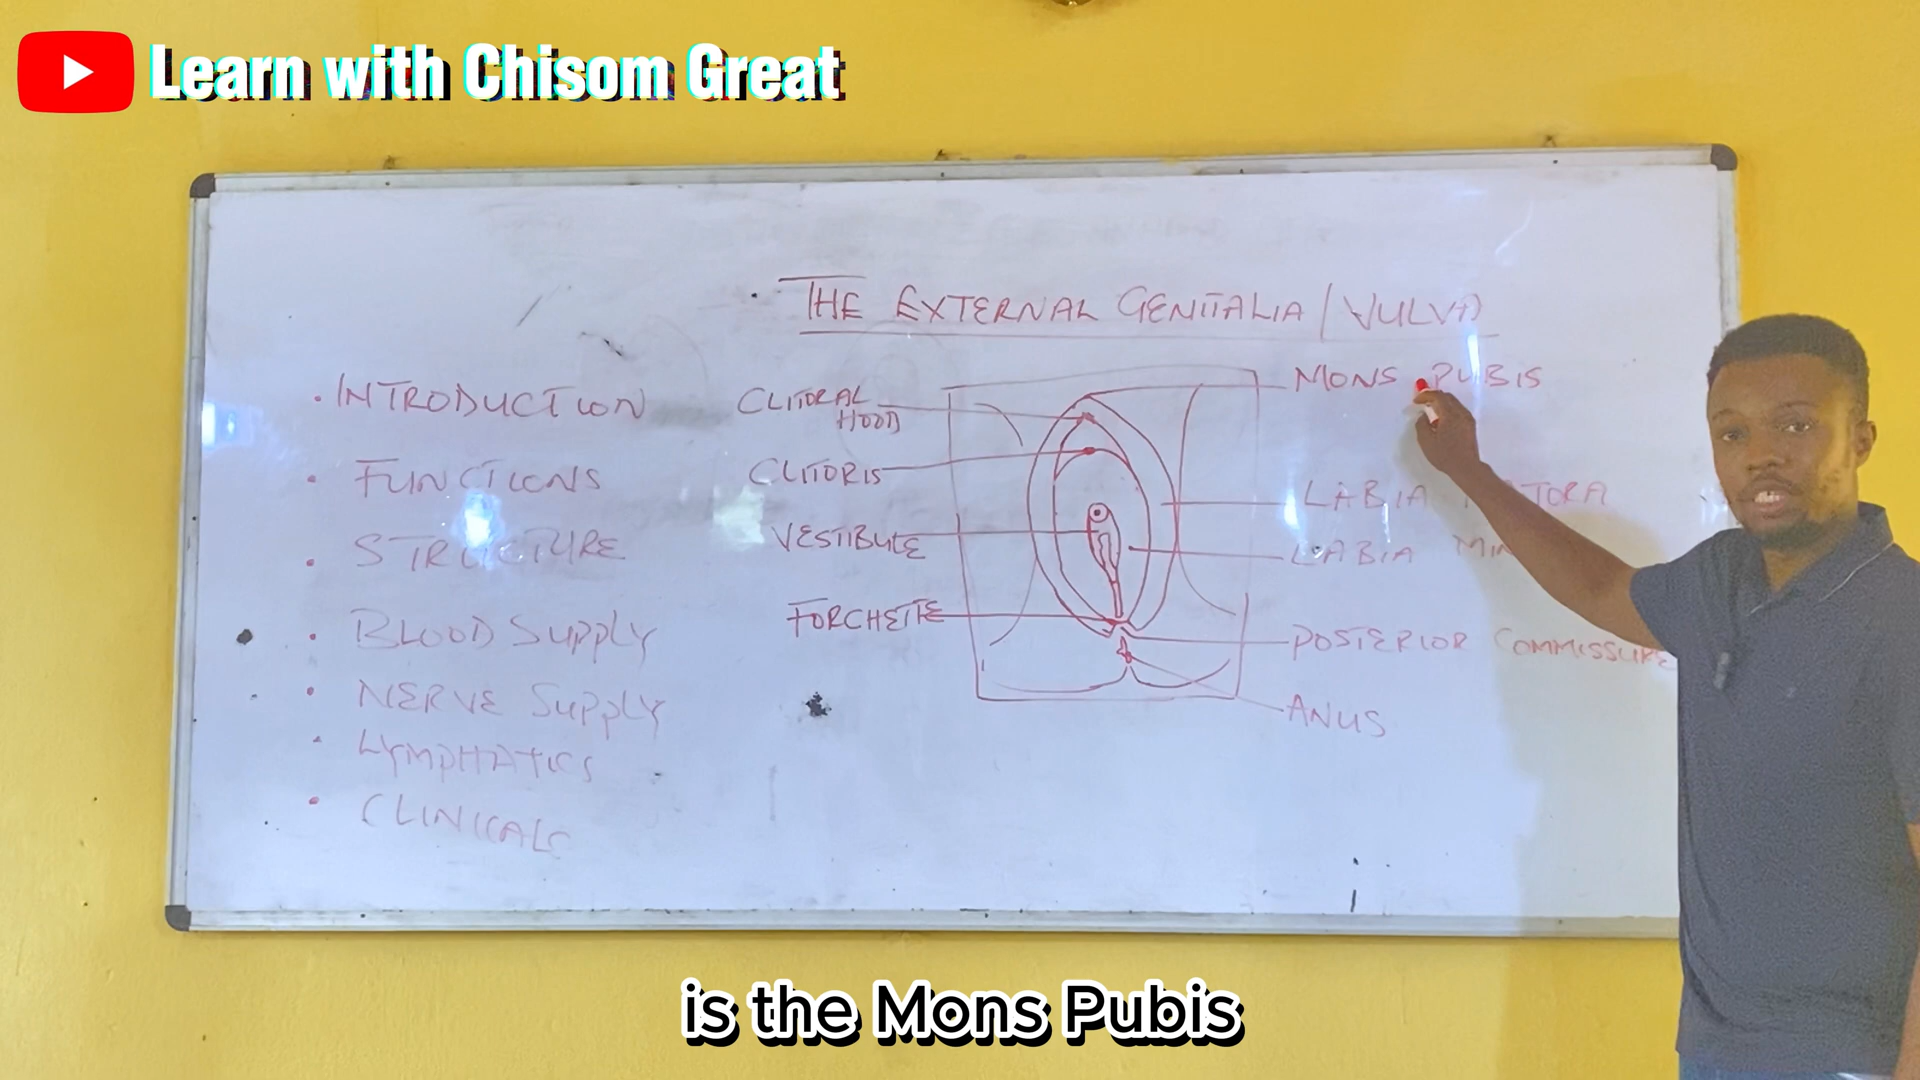 Learn with Chisom Great
THE EXTERNAL GENITALIA / VULVA
• INTRODUCTION
• FUNCTIONS
• STRUCTURE
• BLOOD SUPPLY
• NERVE SUPPLY
• LYMPHATICS
• CLINICALS
CLITORAL
HOOD
CLITORIS
VESTIBULE
FORCHETTE
MONS PUBIS
LABIA
LABIA MIN
POSTERIOR COMMISSURE
ANUS
is the Mons Pubis